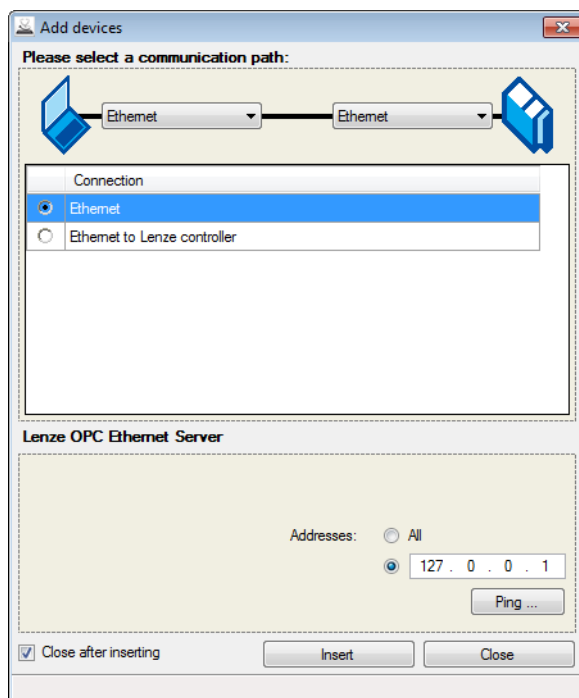 Add devices
Please select a communication path:
Ethernet Ethernet
Connection
Ethernet
Ethernet to Lenze controller
Lenze OPC Ethernet Server
Addresses: All
127 . 0 . 0 . 1
Ping ...
Close after inserting Insert Close